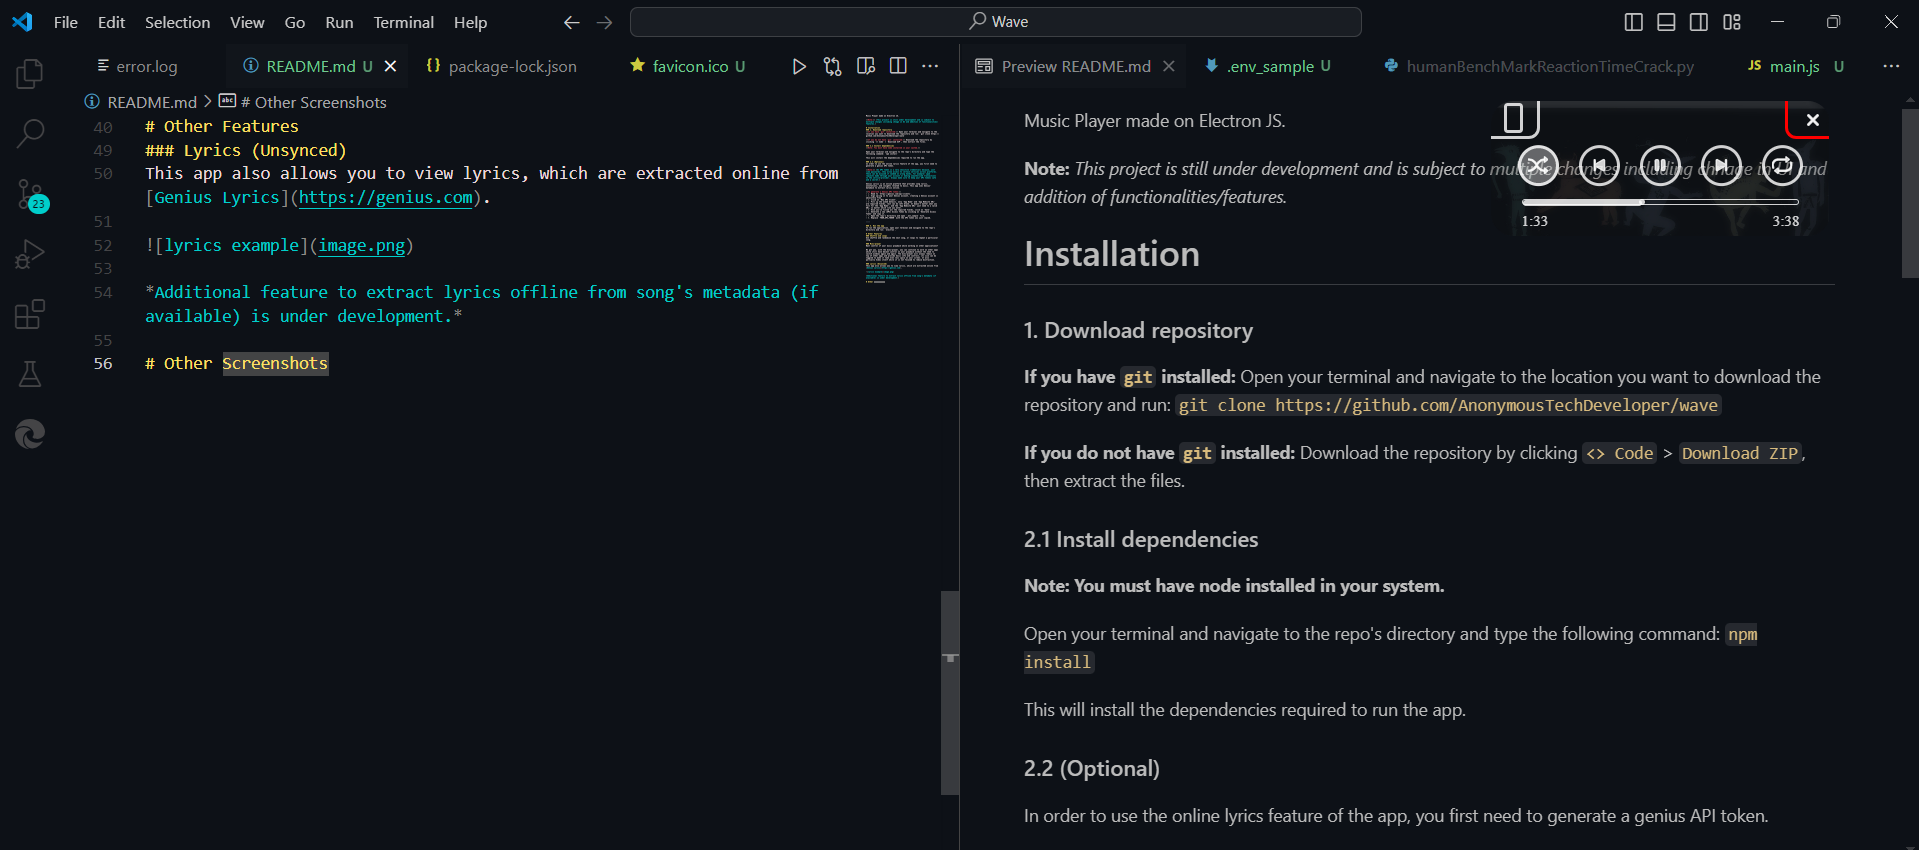 File Edit Selection View Go Run Terminal Help
Wave
error.log
README.md U
{} package-lock.json
favicon.ico U
Preview README.md
.env_sample U
humanBenchMarkReactionTimeCrack.py
JS main.js U
README.md > abc # Other Screenshots
40 # Other Features
49 ### Lyrics (Unsynced)
50 This app also allows you to view lyrics, which are extracted online from
[Genius Lyrics](https://genius.com).
51
52 ![lyrics example](image.png)
53
54 *Additional feature to extract lyrics offline from song's metadata (if
available) is under development.*
55
56 # Other Screenshots
23
Music Player made on Electron JS.
Note: This project is still under development and is subject to multiple changes including chnage in UI and
addition of functionalities/features.
1:33 3:38
Installation
1. Download repository
If you have git installed: Open your terminal and navigate to the location you want to download the
repository and run: git clone https://github.com/AnonymousTechDeveloper/wave
If you do not have git installed: Download the repository by clicking <> Code > Download ZIP,
then extract the files.
2.1 Install dependencies
Note: You must have node installed in your system.
Open your terminal and navigate to the repo's directory and type the following command: npm
install
This will install the dependencies required to run the app.
2.2 (Optional)
In order to use the online lyrics feature of the app, you first need to generate a genius API token.